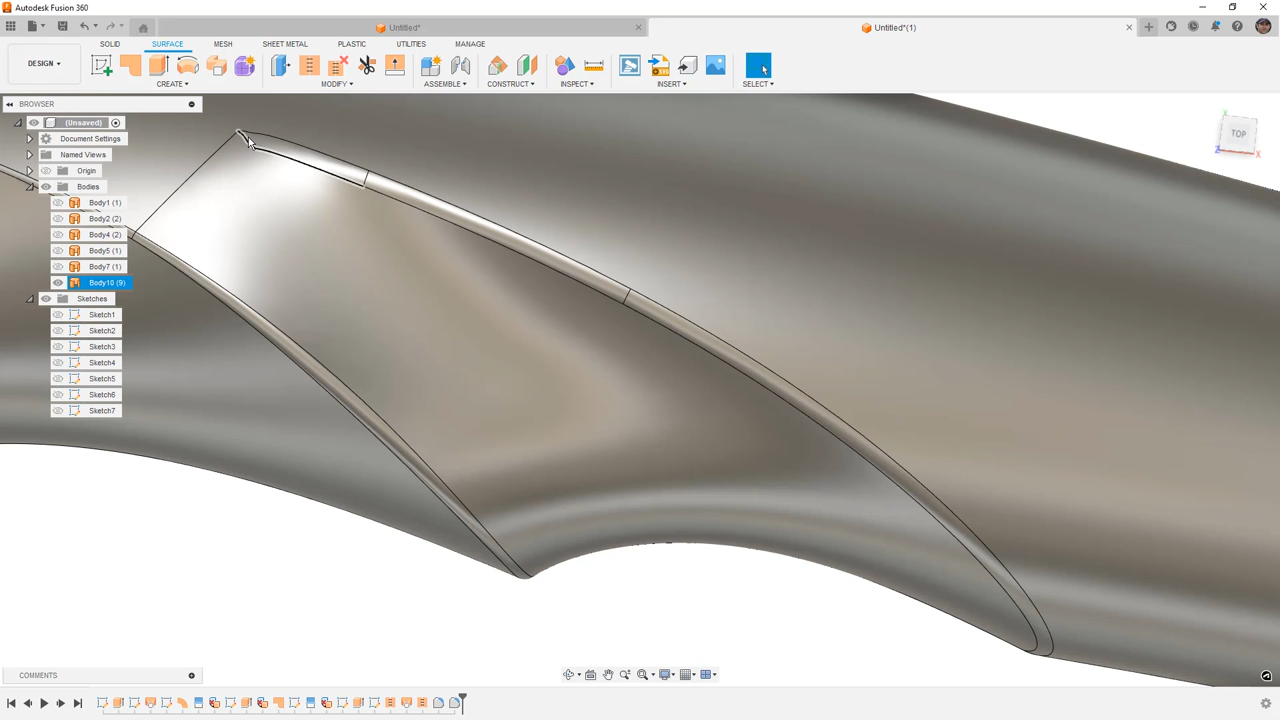 Autodesk Fusion 360
Untitled*
Untitled*(1)
SOLID SURFACE MESH SHEET METAL PLASTIC UTILITIES MANAGE
DESIGN
CREATE MODIFY ASSEMBLE CONSTRUCT INSPECT INSERT SELECT
BROWSER
(Unsaved)
Document Settings
Named Views
Origin
Bodies
Body1 (1)
Body2 (2)
Body4 (2)
Body5 (1)
Body7 (1)
Body10 (9)
Sketches
Sketch1
Sketch2
Sketch3
Sketch4
Sketch5
Sketch6
Sketch7
TOP
Z
X
COMMENTS